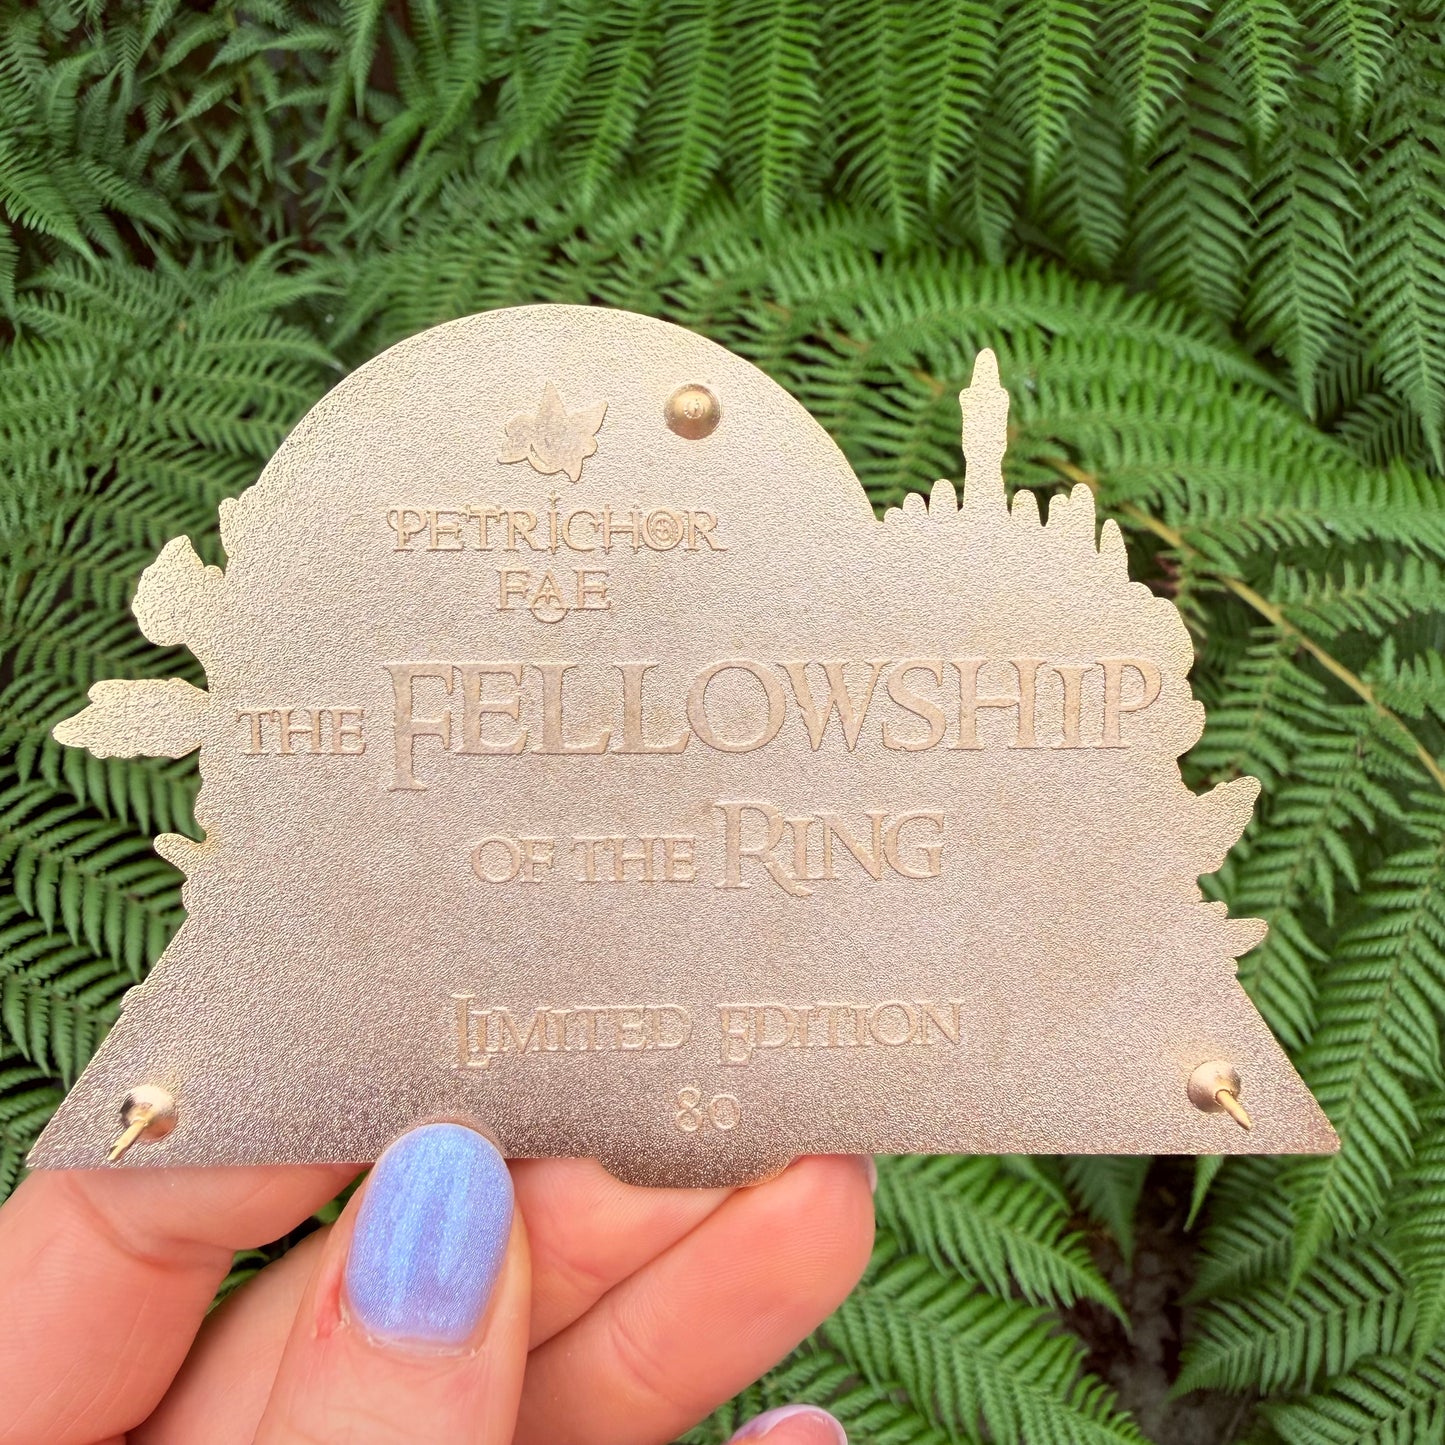 PETRICHOR
FAE
THE FELLOWSHIP
OF THE RING
LIMITED EDITION
80